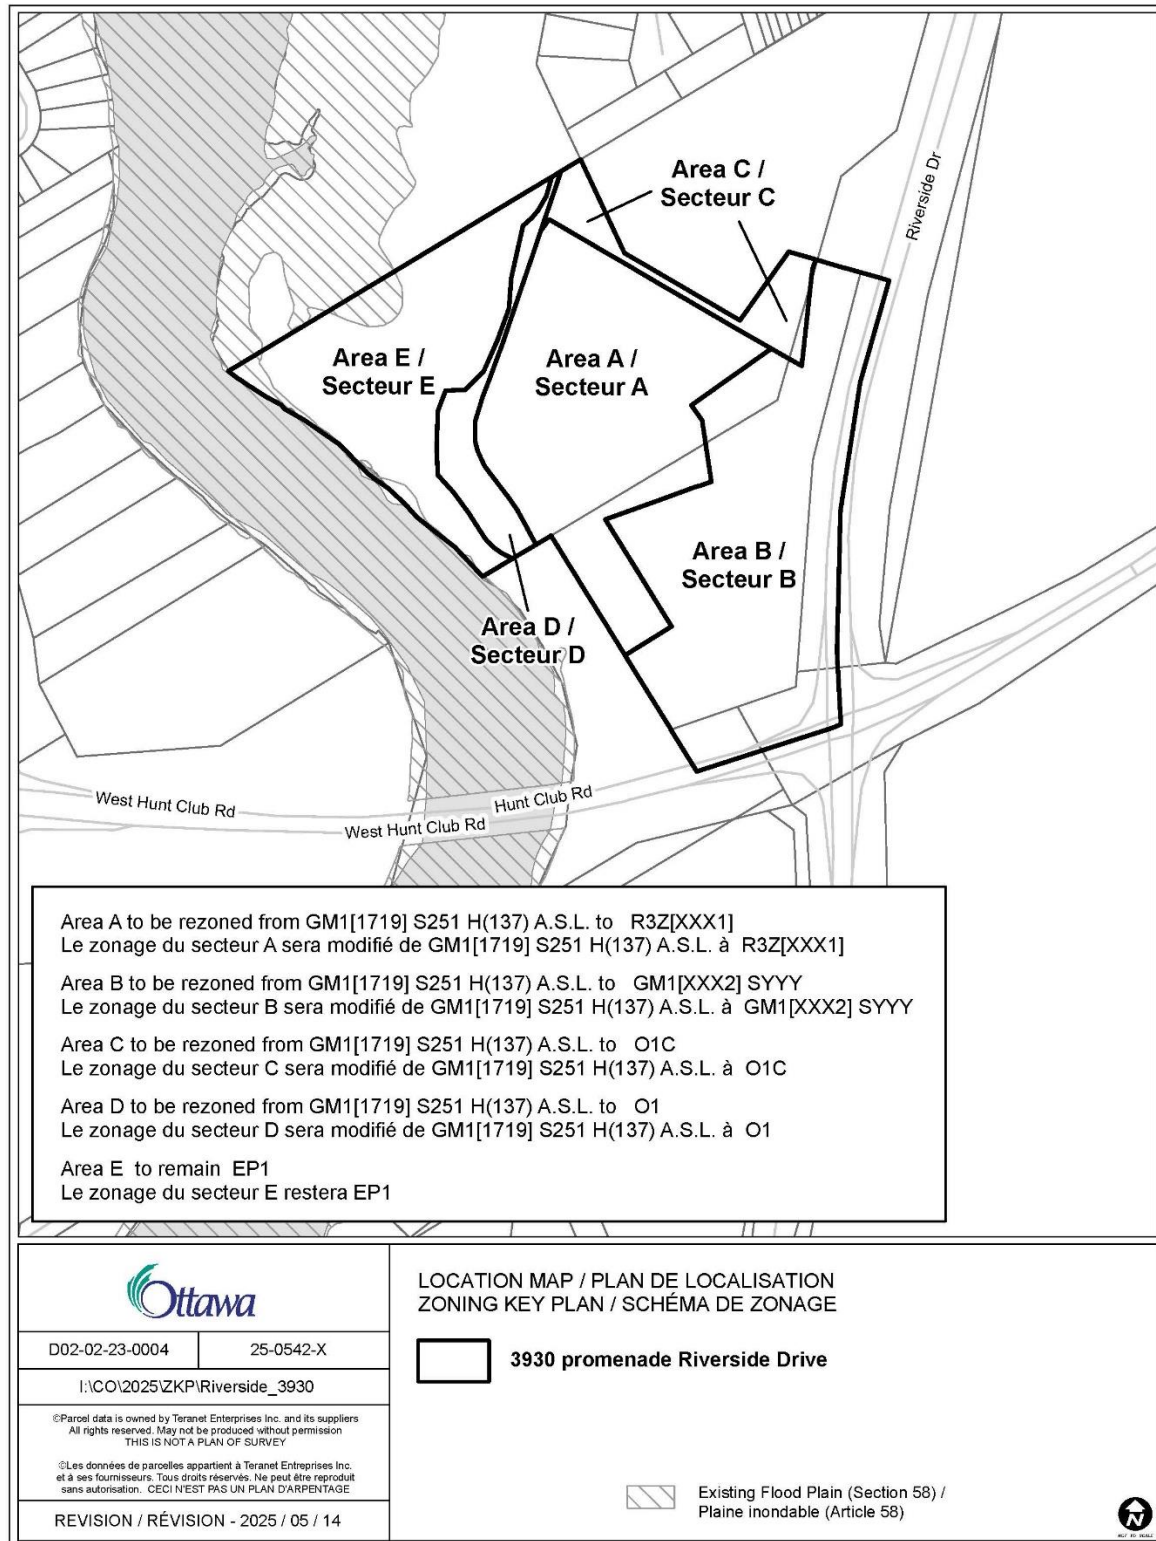 Area C /
Secteur C
Riverside Dr
Area E /
Secteur E
Area A /
Secteur A
Area B /
Secteur B
Area D /
Secteur D
West Hunt Club Rd
Hunt Club Rd
West Hunt Club Rd
Area A to be rezoned from GM1[1719] S251 H(137) A.S.L. to R3Z[XXX1]
Le zonage du secteur A sera modifié de GM1[1719] S251 H(137) A.S.L. à R3Z[XXX1]
Area B to be rezoned from GM1[1719] S251 H(137) A.S.L. to GM1[XXX2] SYYY
Le zonage du secteur B sera modifié de GM1[1719] S251 H(137) A.S.L. à GM1[XXX2] SYYY
Area C to be rezoned from GM1[1719] S251 H(137) A.S.L. to O1C
Le zonage du secteur C sera modifié de GM1[1719] S251 H(137) A.S.L. à O1C
Area D to be rezoned from GM1[1719] S251 H(137) A.S.L. to O1
Le zonage du secteur D sera modifié de GM1[1719] S251 H(137) A.S.L. à O1
Area E to remain EP1
Le zonage du secteur E restera EP1
Ottawa
D02-02-23-0004
25-0542-X
I:\CO\2025\ZKP\Riverside_3930
©Parcel data is owned by Teranet Enterprises Inc. and its suppliers
All rights reserved. May not be produced without permission
THIS IS NOT A PLAN OF SURVEY
©Les données de parcelles appartient à Teranet Entreprises Inc.
et à ses fournisseurs. Tous droits réservés. Ne peut être reproduit
sans autorisation. CECI N'EST PAS UN PLAN D'ARPENTAGE
REVISION / RÉVISION - 2025 / 05 / 14
LOCATION MAP / PLAN DE LOCALISATION
ZONING KEY PLAN / SCHÉMA DE ZONAGE
3930 promenade Riverside Drive
Existing Flood Plain (Section 58) /
Plaine inondable (Article 58)
N
NOT TO SCALE